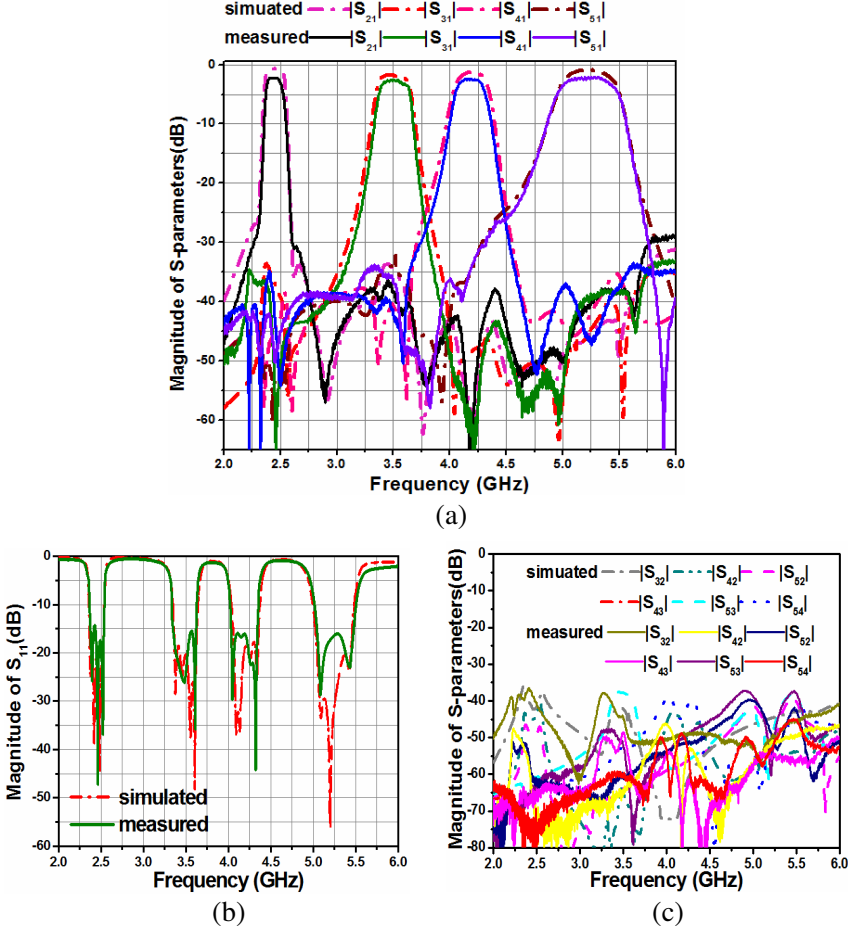 simuated |S21| |S31| |S41| |S51|
measured |S21| |S31| |S41| |S51|
0
-10
-20
-30
-40
-50
-60
Magnitude of S-parameters(dB)
2.0 2.5 3.0 3.5 4.0 4.5 5.0 5.5 6.0
Frequency (GHz)
(a)
0
-10
-20
-30
-40
-50
-60
Magnitude of S11(dB)
simulated
measured
2.0 2.5 3.0 3.5 4.0 4.5 5.0 5.5 6.0
Frequency (GHz)
(b)
0
-10
-20
-30
-40
-50
-60
-70
-80
Magnitude of S-parameters(dB)
simuated |S32| |S42| |S52|
|S43| |S53| |S54|
measured |S32| |S42| |S52|
|S43| |S53| |S54|
2.0 2.5 3.0 3.5 4.0 4.5 5.0 5.5 6.0
Frequency (GHz)
(c)